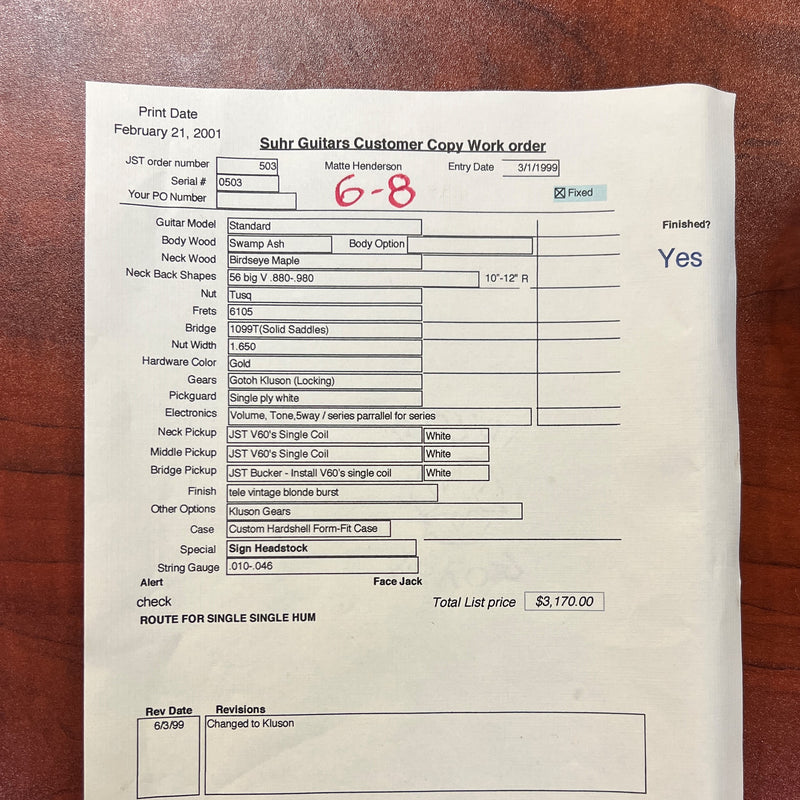 Print Date
February 21, 2001
Suhr Guitars Customer Copy Work order
JST order number 503 Matte Henderson Entry Date 3/1/1999
Serial # 0503 6-8 Fixed
Your PO Number
Guitar Model Standard Finished?
Body Wood Swamp Ash Body Option Yes
Neck Wood Birdseye Maple
Neck Back Shapes 56 big V .880-.980 10"-12" R
Nut Tusq
Frets 6105
Bridge 1099T(Solid Saddles)
Nut Width 1.650
Hardware Color Gold
Gears Gotoh Kluson (Locking)
Pickguard Single ply white
Electronics Volume, Tone,5way / series parrallel for series
Neck Pickup JST V60's Single Coil White
Middle Pickup JST V60's Single Coil White
Bridge Pickup JST Bucker - Install V60's single coil White
Finish tele vintage blonde burst
Other Options Kluson Gears
Case Custom Hardshell Form-Fit Case
Special Sign Headstock
String Gauge .010-.046
Alert Face Jack
check Total List price $3,170.00
ROUTE FOR SINGLE SINGLE HUM
Rev Date Revisions
6/3/99 Changed to Kluson